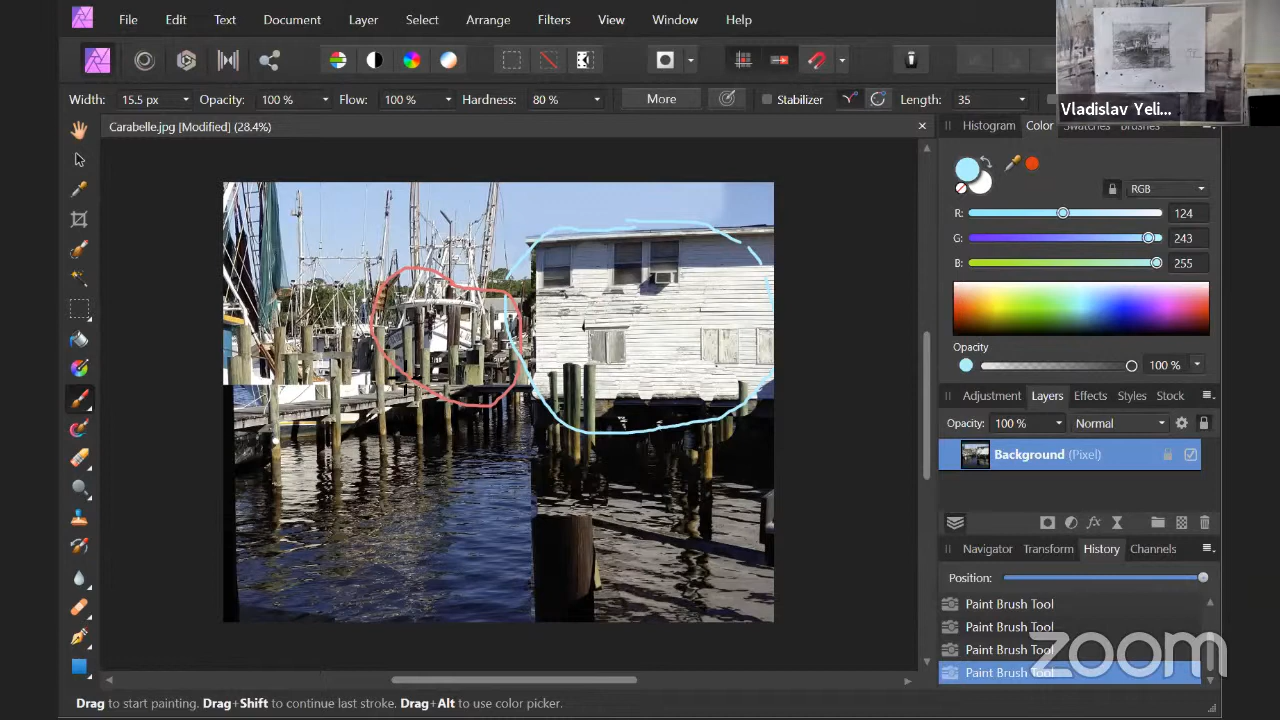 File Edit Text Document Layer Select Arrange Filters View Window Help
Vladislav Yeli...
Width: 15.5 px Opacity: 100 % Flow: 100 % Hardness: 80 % More Stabilizer Length: 35
Carabelle.jpg [Modified] (28.4%)
Histogram Color Swatches Brushes
RGB
R: 124
G: 243
B: 255
Opacity
100 %
Adjustment Layers Effects Styles Stock
Opacity: 100 % Normal
Background (Pixel)
Navigator Transform History Channels
Position:
Paint Brush Tool
Paint Brush Tool
Paint Brush Tool
Paint Brush Tool
zoom
Drag to start painting. Drag+Shift to continue last stroke. Drag+Alt to use color picker.